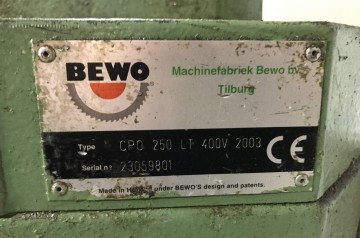 BEWO
Machinefabriek Bewo bv.
Tilburg
Type CPO 250 LT 400V 2003 CE
Serial nr 23059801
Made in under BEWO'S design and patents.